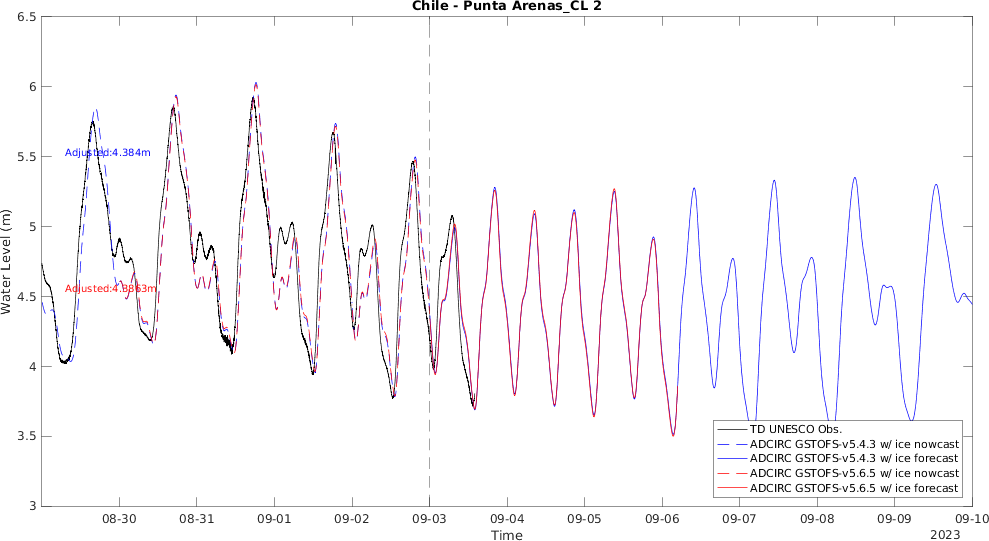 Chile - Punta Arenas_CL 2
Water Level (m)
6.5
6
5.5
5
4.5
4
3.5
3
Adjusted:4.384m
Adjusted:4.3863m
TD UNESCO Obs.
ADCIRC GSTOFS-v5.4.3 w/ ice nowcast
ADCIRC GSTOFS-v5.4.3 w/ ice forecast
ADCIRC GSTOFS-v5.6.5 w/ ice nowcast
ADCIRC GSTOFS-v5.6.5 w/ ice forecast
08-30 08-31 09-01 09-02 09-03 09-04 09-05 09-06 09-07 09-08 09-09 09-10
Time
2023